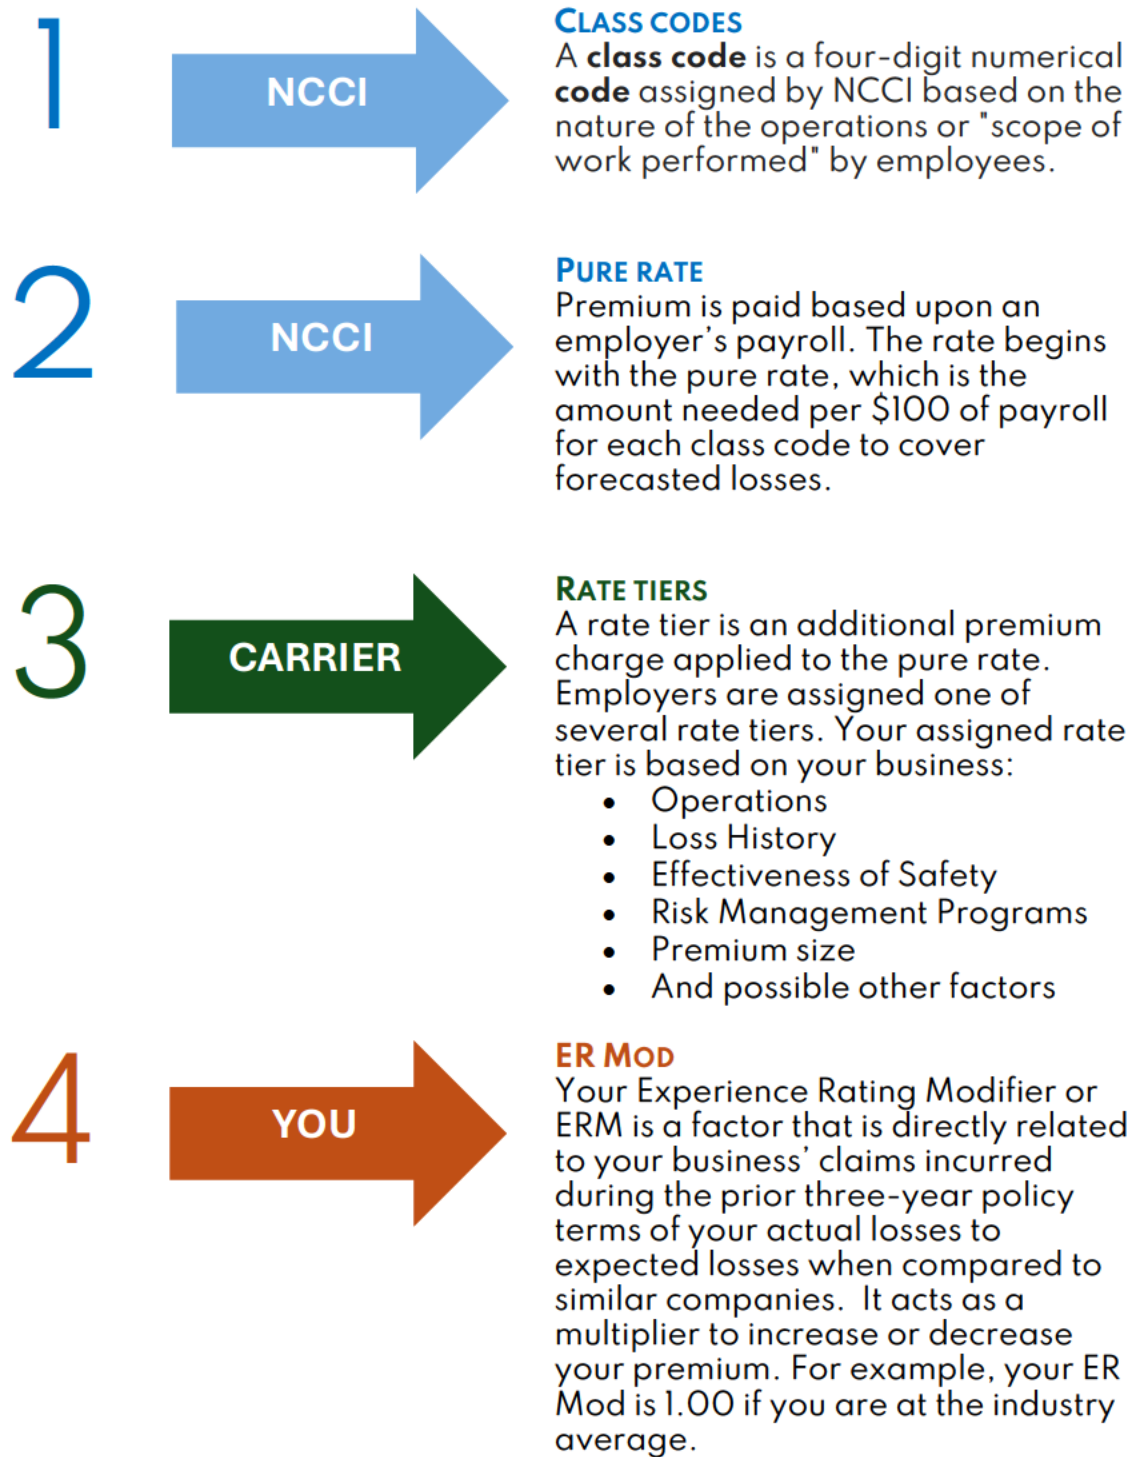 1
NCCI
CLASS CODES
A class code is a four-digit numerical
code assigned by NCCI based on the
nature of the operations or "scope of
work performed" by employees.
2
NCCI
PURE RATE
Premium is paid based upon an
employer's payroll. The rate begins
with the pure rate, which is the
amount needed per $100 of payroll
for each class code to cover
forecasted losses.
3
CARRIER
RATE TIERS
A rate tier is an additional premium
charge applied to the pure rate.
Employers are assigned one of
several rate tiers. Your assigned rate
tier is based on your business:
• Operations
• Loss History
• Effectiveness of Safety
• Risk Management Programs
• Premium size
• And possible other factors
4
YOU
ER MOD
Your Experience Rating Modifier or
ERM is a factor that is directly related
to your business' claims incurred
during the prior three-year policy
terms of your actual losses to
expected losses when compared to
similar companies.  It acts as a
multiplier to increase or decrease
your premium. For example, your ER
Mod is 1.00 if you are at the industry
average.